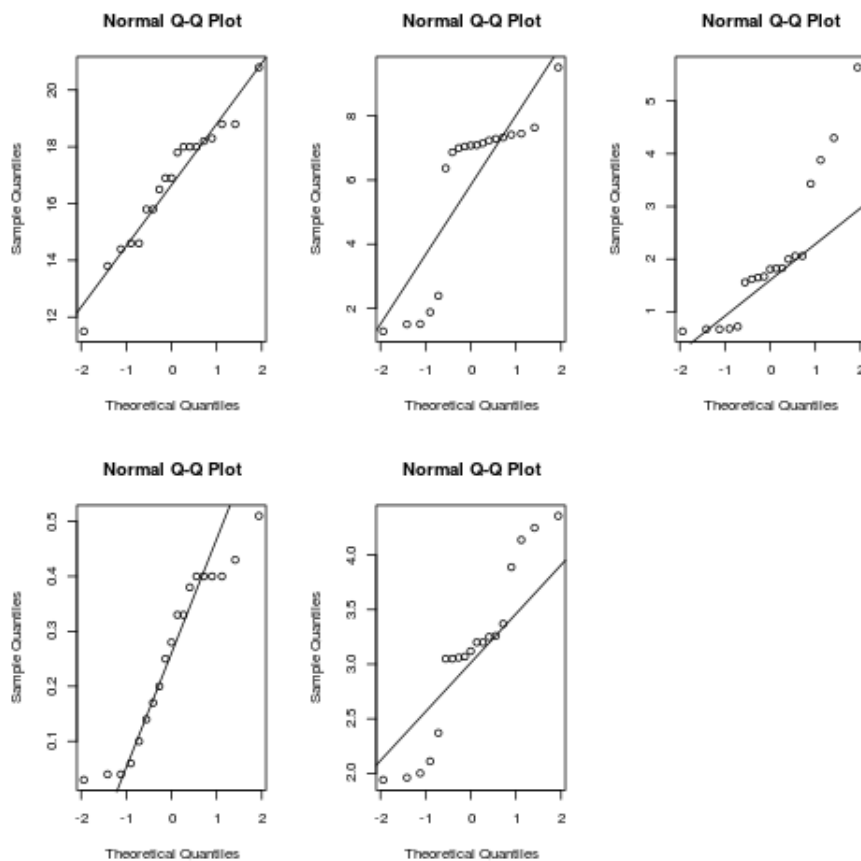 Normal Q-Q Plot
Sample Quantiles
20
18
16
14
12
-2 -1 0 1 2
Theoretical Quantiles
Normal Q-Q Plot
Sample Quantiles
8
6
4
2
-2 -1 0 1 2
Theoretical Quantiles
Normal Q-Q Plot
Sample Quantiles
5
4
3
2
1
-2 -1 0 1 2
Theoretical Quantiles
Normal Q-Q Plot
Sample Quantiles
0.5
0.4
0.3
0.2
0.1
-2 -1 0 1 2
Theoretical Quantiles
Normal Q-Q Plot
Sample Quantiles
4.0
3.5
3.0
2.5
2.0
-2 -1 0 1 2
Theoretical Quantiles